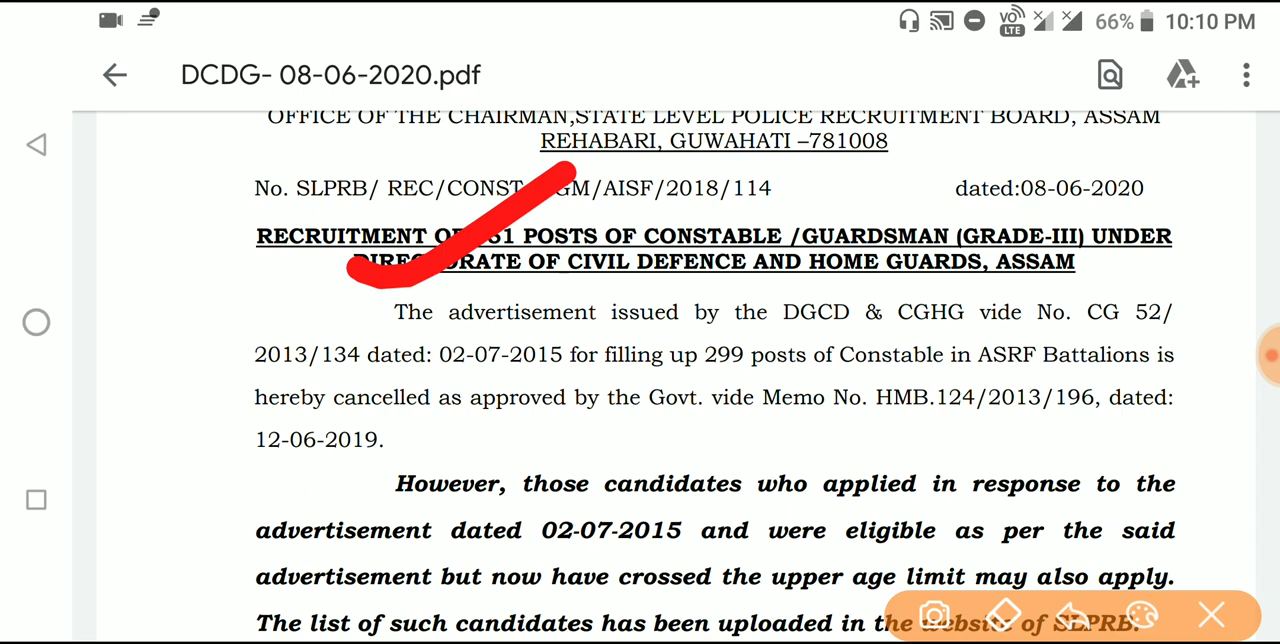 VO LTE 66% 10:10 PM
DCDG- 08-06-2020.pdf
OFFICE OF THE CHAIRMAN,STATE LEVEL POLICE RECRUITMENT BOARD, ASSAM
REHABARI, GUWAHATI –781008
No. SLPRB/ REC/CONST GM/AISF/2018/114 dated:08-06-2020
RECRUITMENT 51 POSTS OF CONSTABLE /GUARDSMAN (GRADE-III) UNDER
DIRECTORATE OF CIVIL DEFENCE AND HOME GUARDS, ASSAM
The advertisement issued by the DGCD & CGHG vide No. CG 52/
2013/134 dated: 02-07-2015 for filling up 299 posts of Constable in ASRF Battalions is
hereby cancelled as approved by the Govt. vide Memo No. HMB.124/2013/196, dated:
12-06-2019.
However, those candidates who applied in response to the
advertisement dated 02-07-2015 and were eligible as per the said
advertisement but now have crossed the upper age limit may also apply.
The list of such candidates has been uploaded in the website of SLPRB.